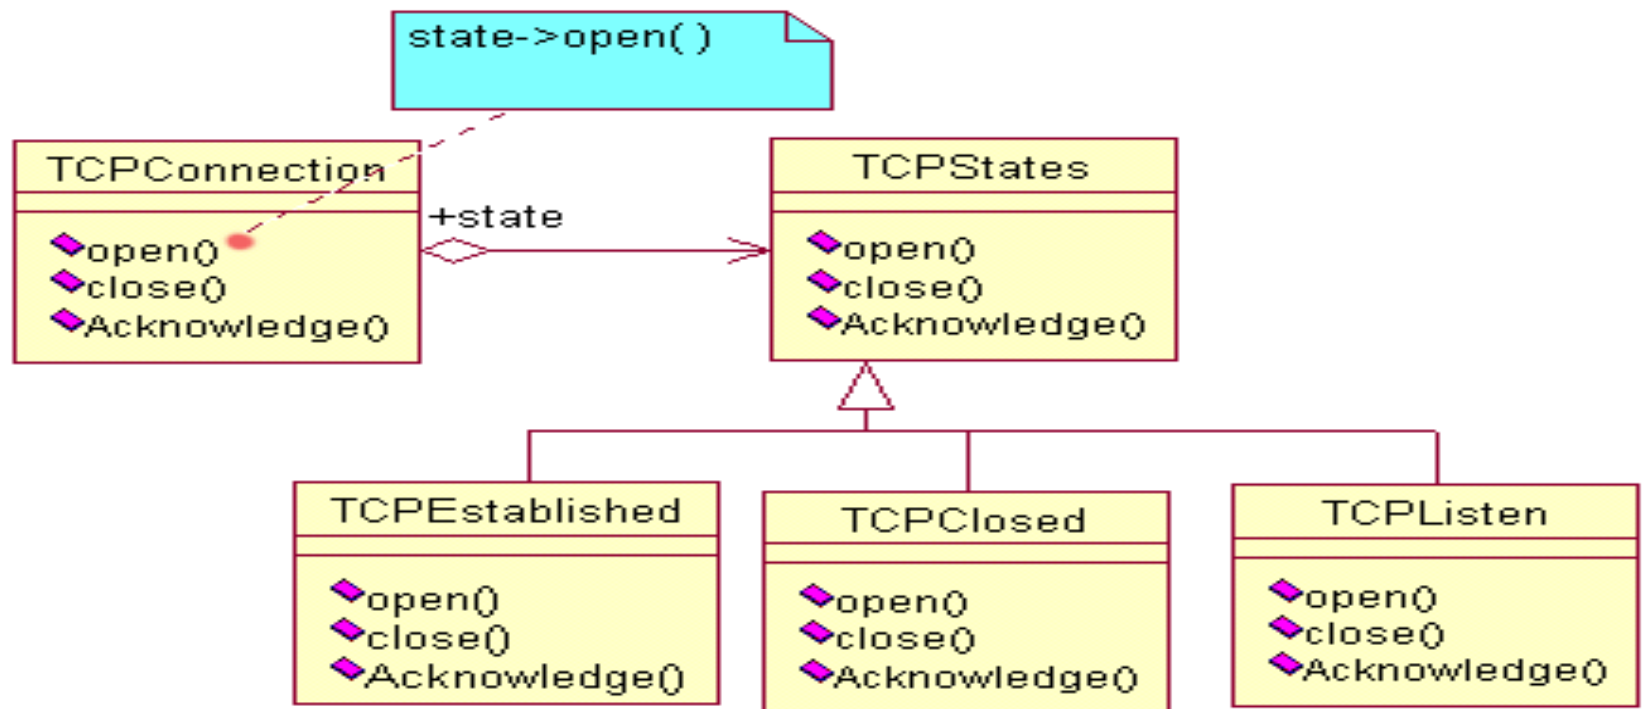 state->open( )
TCPConnection
open()
close()
Acknowledge()
+state
TCPStates
open()
close()
Acknowledge()
TCPEstablished
open()
close()
Acknowledge()
TCPClosed
open()
close()
Acknowledge()
TCPListen
open()
close()
Acknowledge()